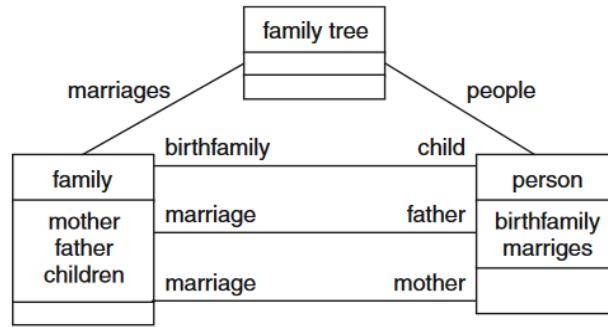 family tree
marriages
people
birthfamily
child
family
person
mother
father
children
marriage
father
birthfamily
marriges
marriage
mother